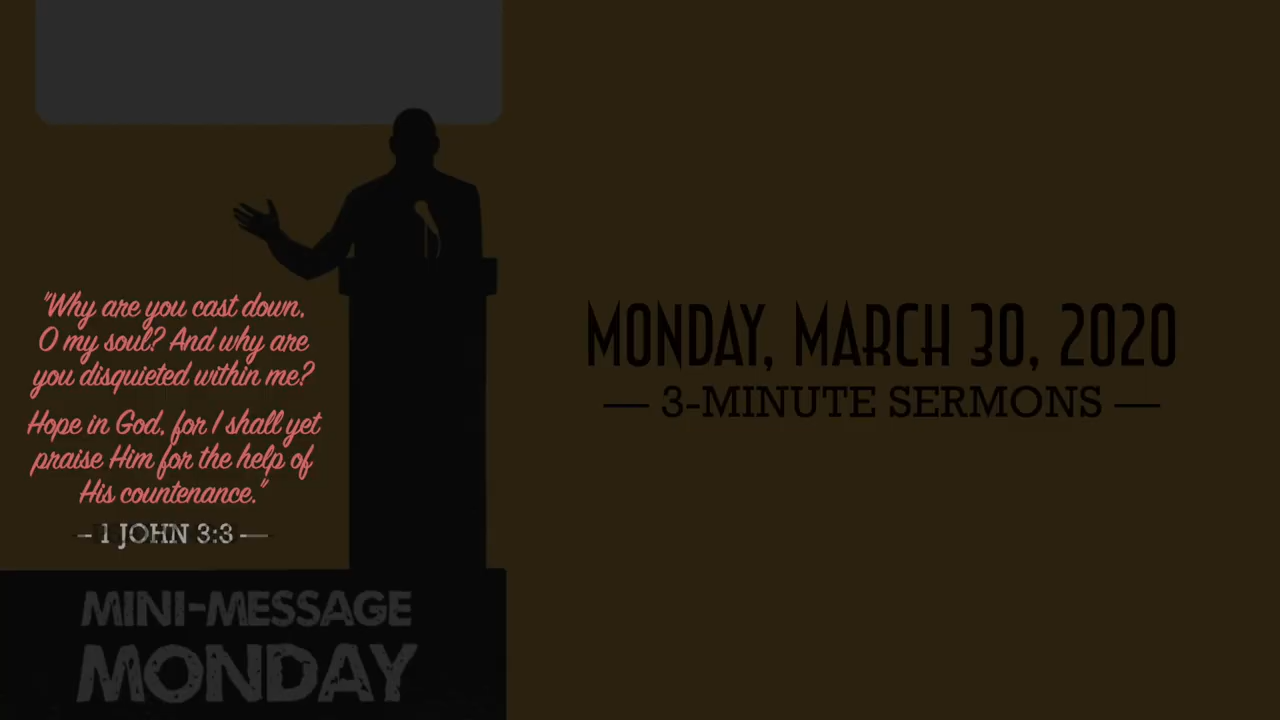 "Why are you cast down,
O my soul? And why are
you disquieted within me?
Hope in God, for I shall yet
praise Him for the help of
His countenance."
– 1 JOHN 3:3 —
MINI-MESSAGE
MONDAY
MONDAY, MARCH 30, 2020
— 3-MINUTE SERMONS —